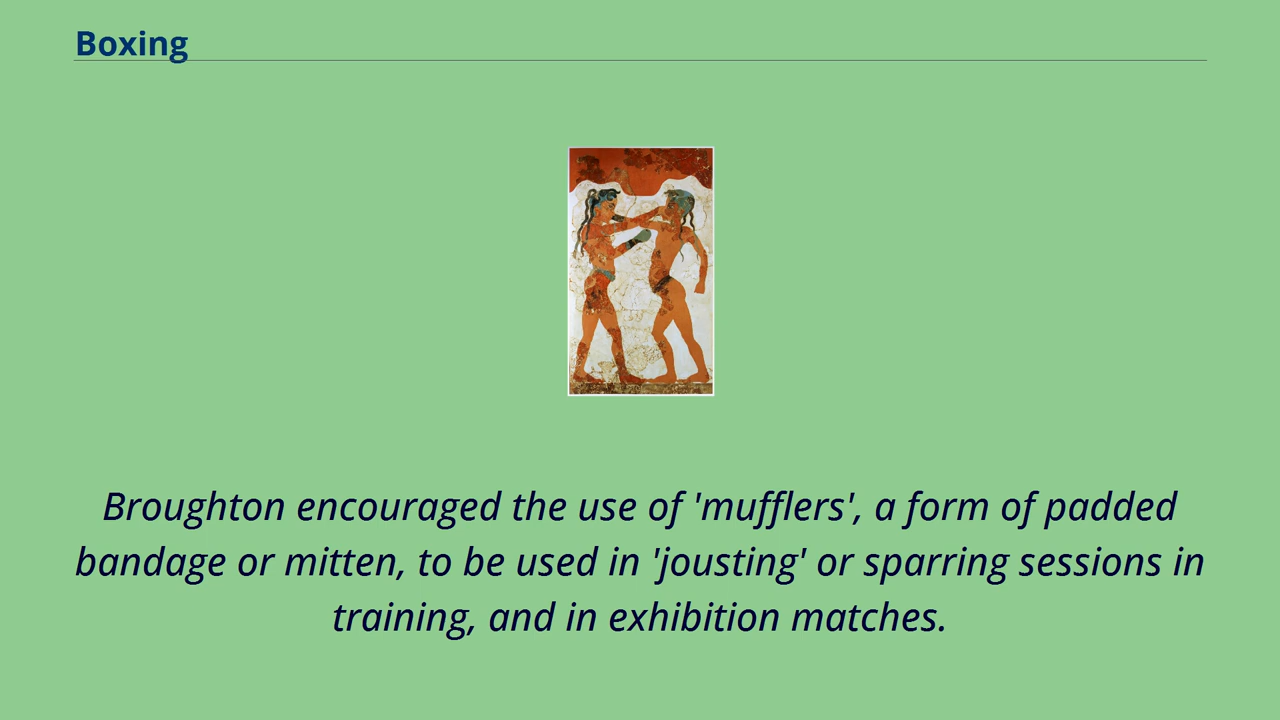 Boxing
Broughton encouraged the use of 'mufflers', a form of padded
bandage or mitten, to be used in 'jousting' or sparring sessions in
training, and in exhibition matches.